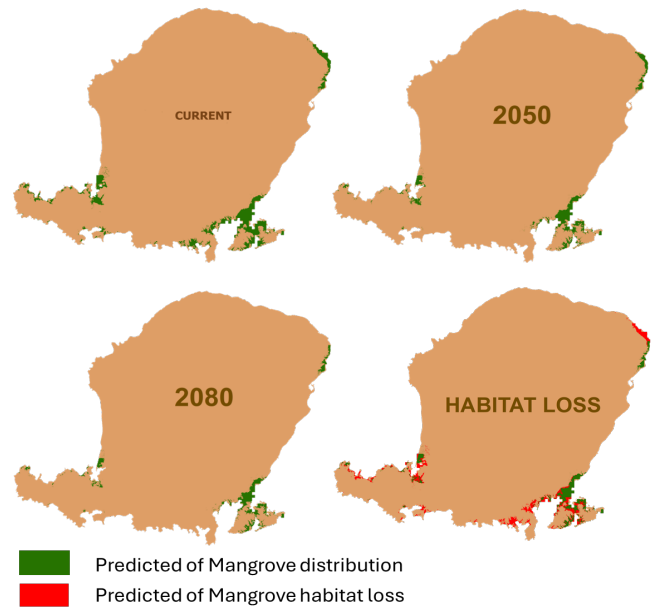 CURRENT
2050
2080
HABITAT LOSS
Predicted of Mangrove distribution
Predicted of Mangrove habitat loss